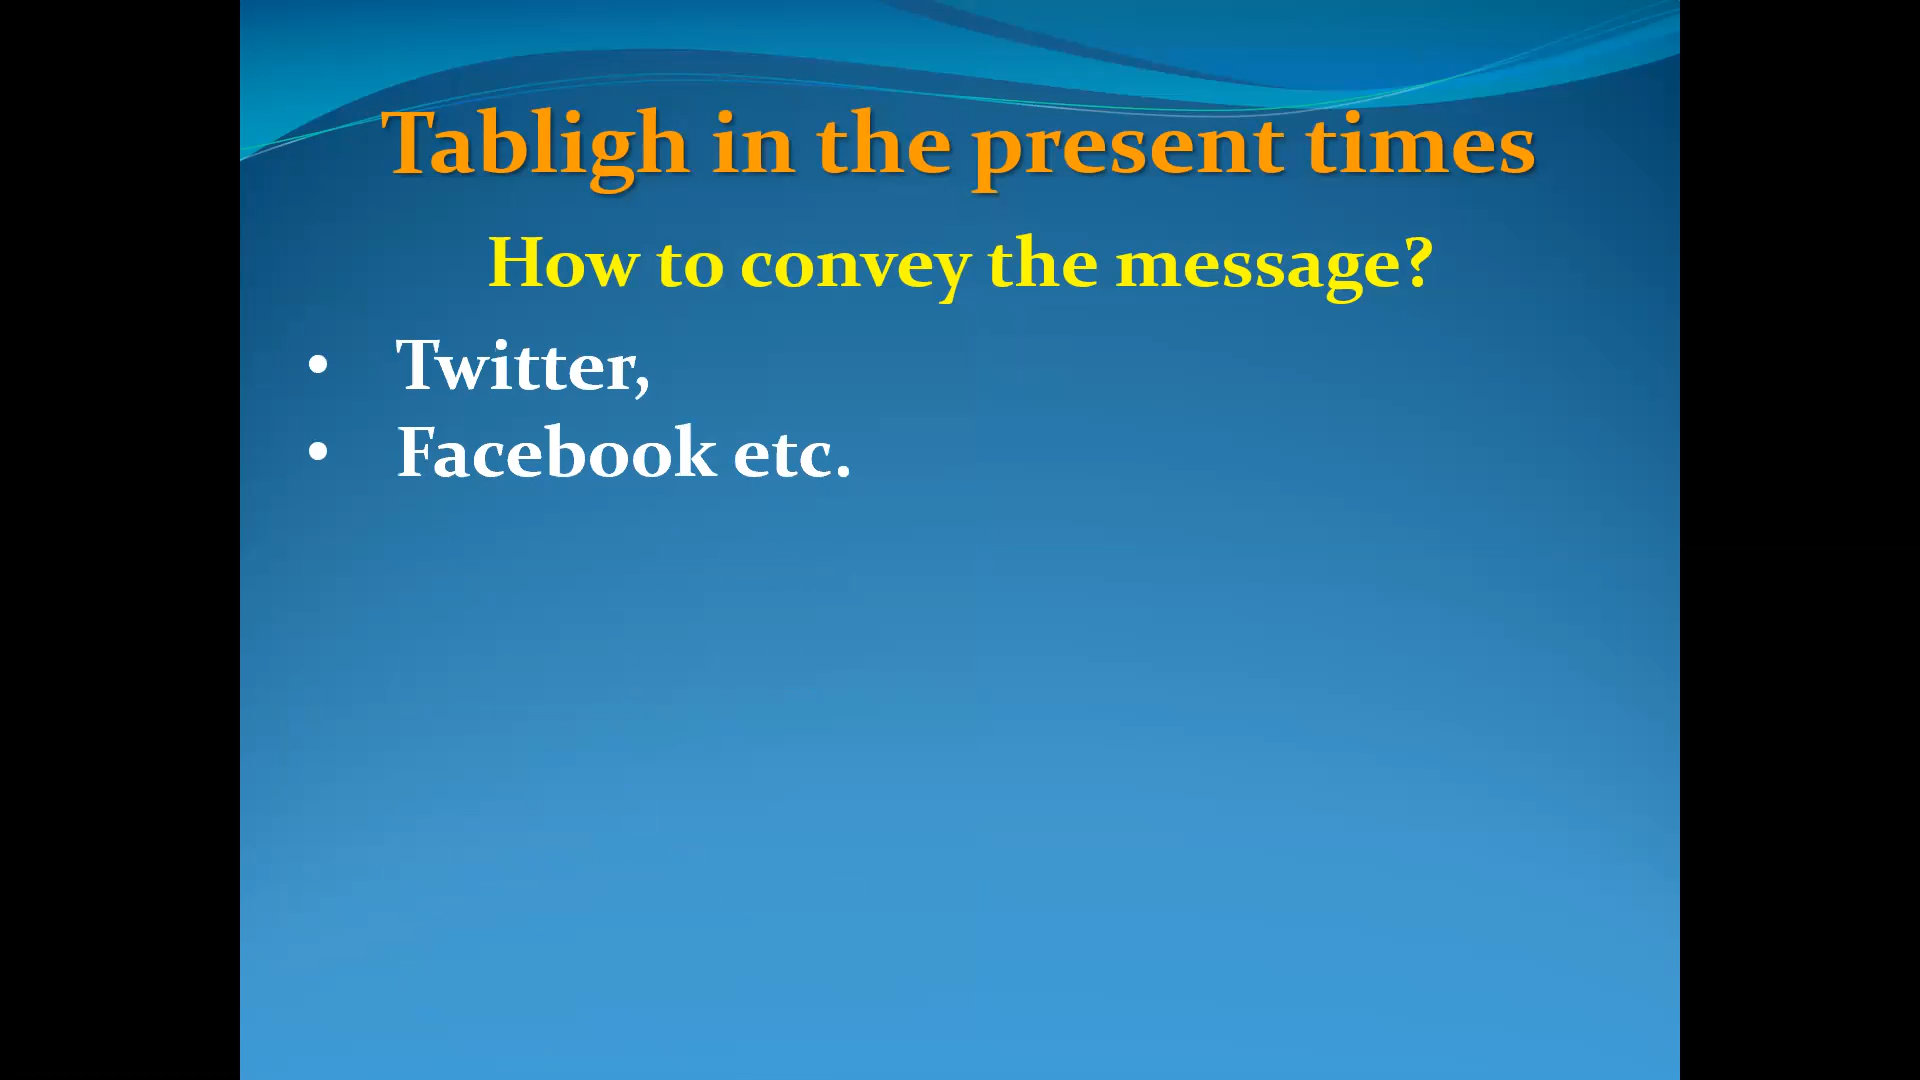 Tabligh in the present times
How to convey the message?
• Twitter,
• Facebook etc.